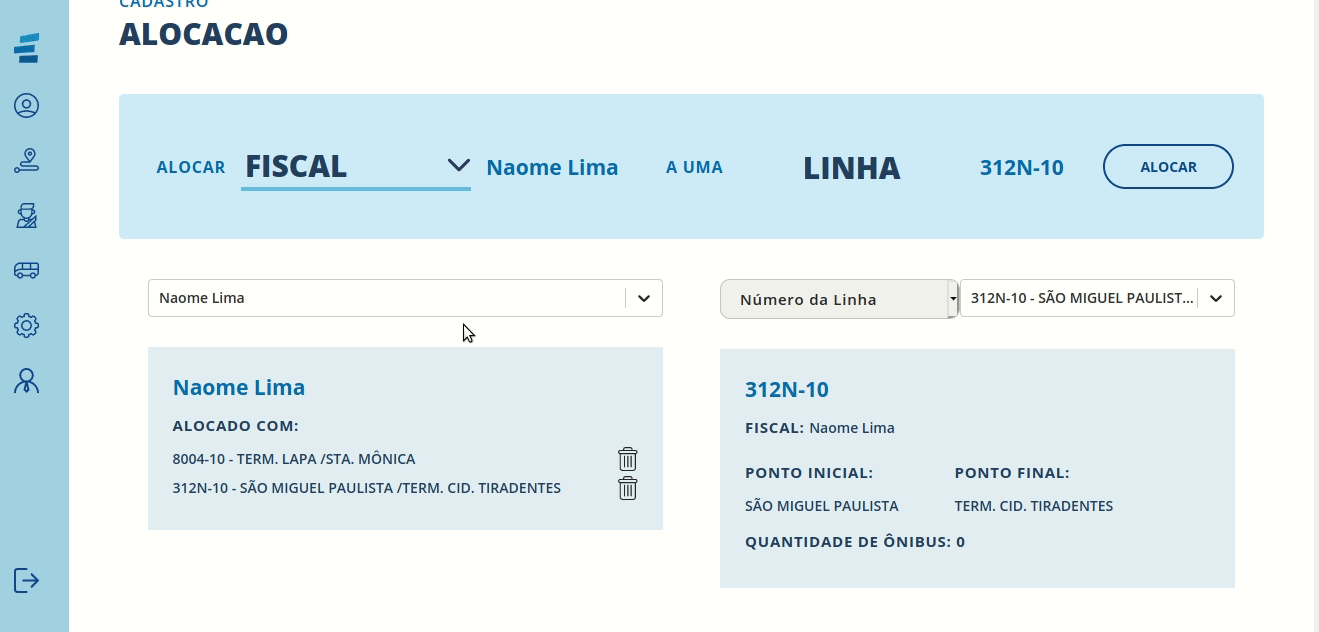 CADASTRO
ALOCACAO
ALOCAR FISCAL Naome Lima A UMA LINHA 312N-10 ALOCAR
Naome Lima
Número da Linha
312N-10 - SÃO MIGUEL PAULIST...
Naome Lima
ALOCADO COM:
8004-10 - TERM. LAPA /STA. MÔNICA
312N-10 - SÃO MIGUEL PAULISTA /TERM. CID. TIRADENTES
312N-10
FISCAL: Naome Lima
PONTO INICIAL: PONTO FINAL:
SÃO MIGUEL PAULISTA TERM. CID. TIRADENTES
QUANTIDADE DE ÔNIBUS: 0